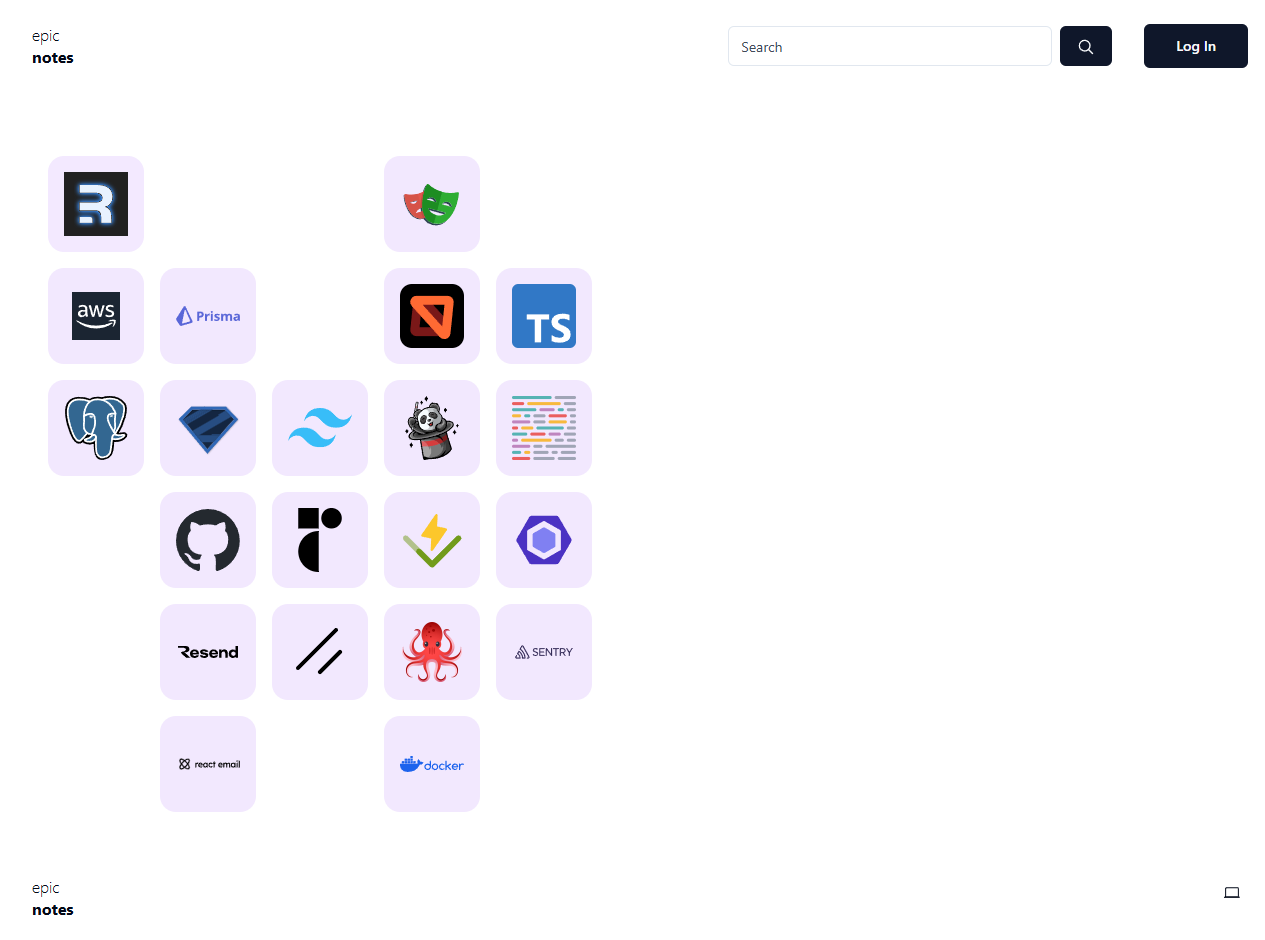 epic
notes
Search
Log In
aws
Prisma
TS
Resend
SENTRY
react email
docker
epic
notes